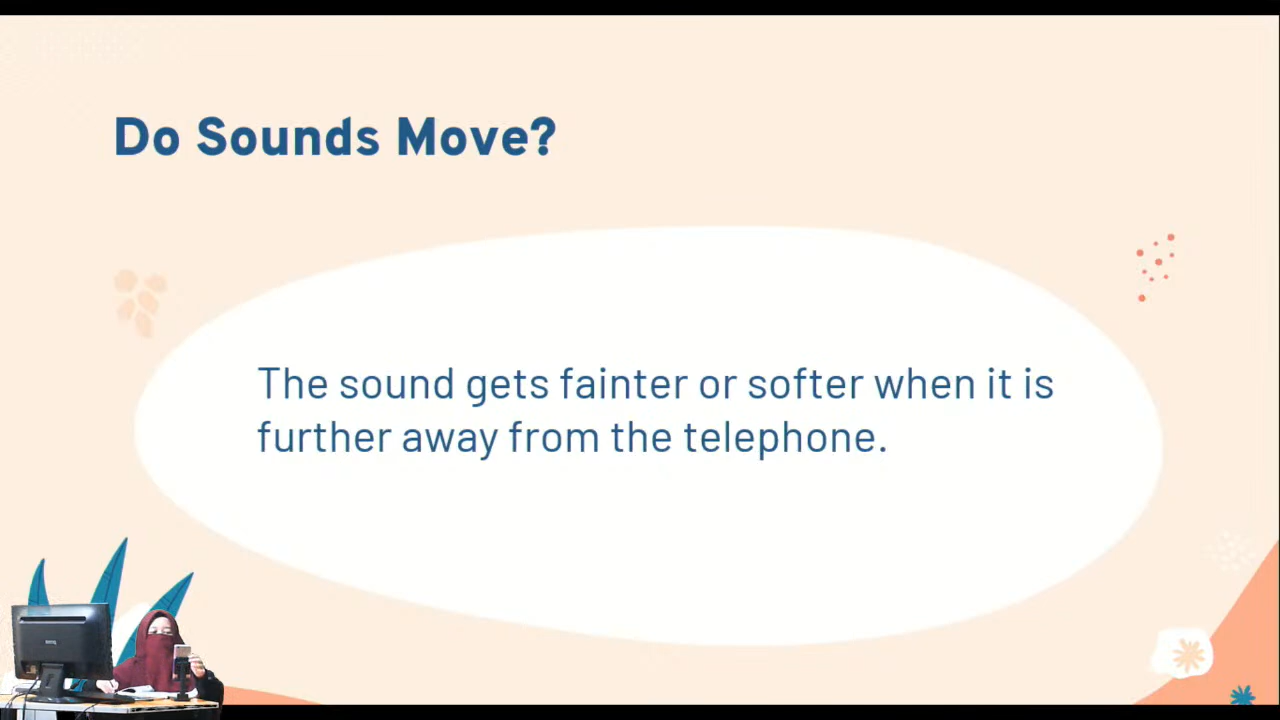 Do Sounds Move?
The sound gets fainter or softer when it is
further away from the telephone.